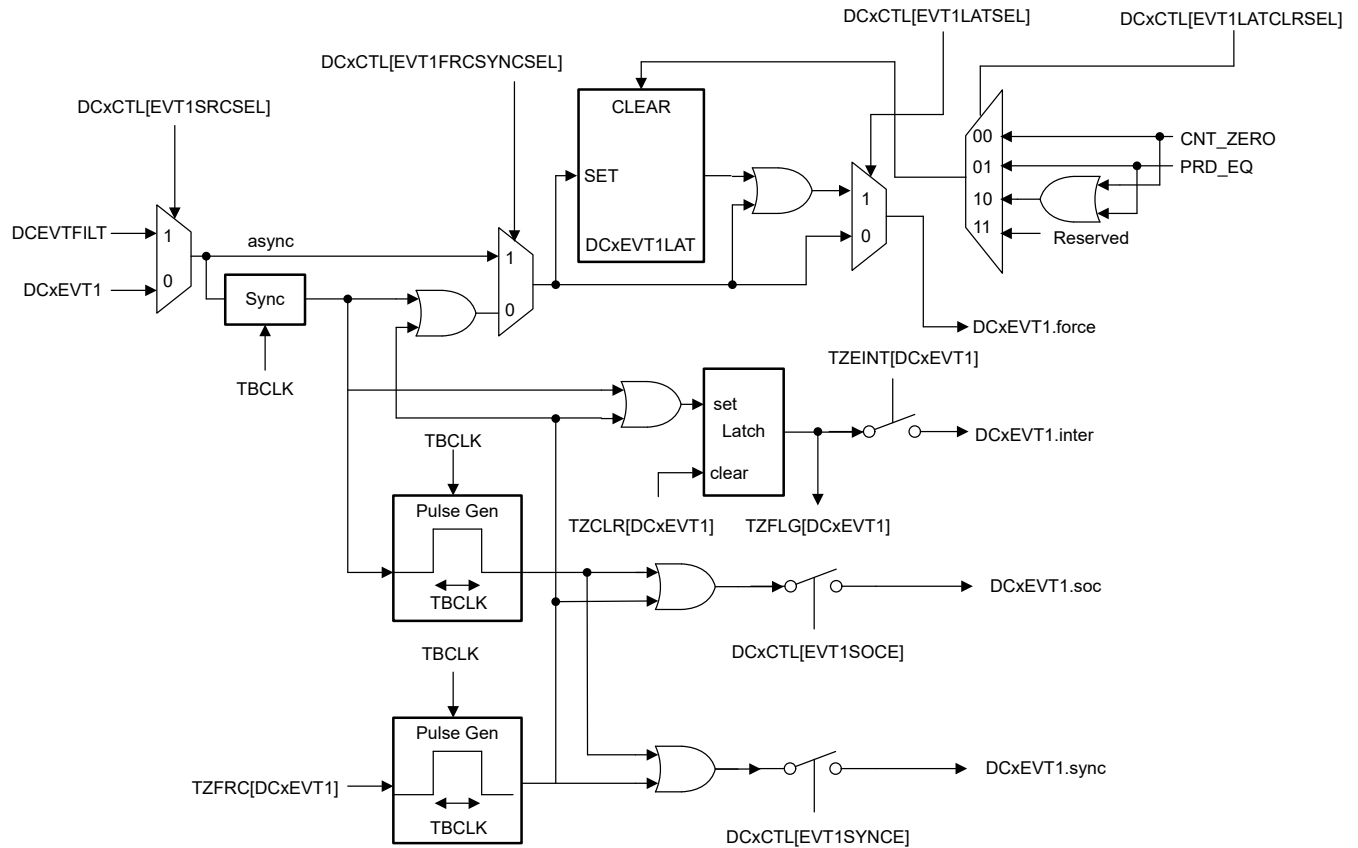 DCxCTL[EVT1LATSEL]
DCxCTL[EVT1LATCLRSEL]
DCxCTL[EVT1FRCSYNCSEL]
DCxCTL[EVT1SRCSEL]
CLEAR
SET
DCxEVT1LAT
00
01
10
11
CNT_ZERO
PRD_EQ
Reserved
DCEVTFILT
DCxEVT1
1
0
async
Sync
TBCLK
1
0
1
0
DCxEVT1.force
TZEINT[DCxEVT1]
set
Latch
clear
DCxEVT1.inter
TZCLR[DCxEVT1]
TZFLG[DCxEVT1]
TBCLK
Pulse Gen
TBCLK
DCxEVT1.soc
DCxCTL[EVT1SOCE]
TBCLK
Pulse Gen
TBCLK
TZFRC[DCxEVT1]
DCxEVT1.sync
DCxCTL[EVT1SYNCE]